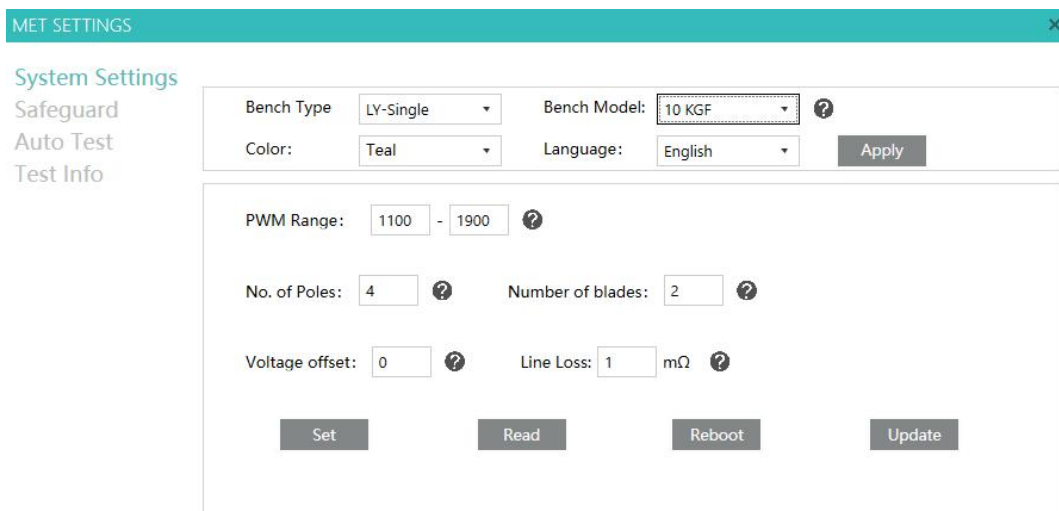 MET SETTINGS ×
System Settings
Safeguard
Auto Test
Test Info
Bench Type LY-Single Bench Model: 10 KGF ?
Color: Teal Language: English Apply
PWM Range: 1100 - 1900 ?
No. of Poles: 4 ? Number of blades: 2 ?
Voltage offset: 0 ? Line Loss: 1 mΩ ?
Set Read Reboot Update